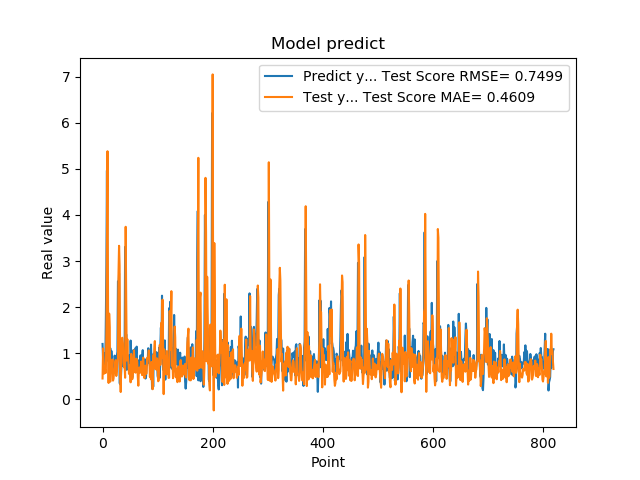 Model predict
Predict y... Test Score RMSE= 0.7499
Test y... Test Score MAE= 0.4609
7
6
5
4
3
2
1
0
Real value
0 200 400 600 800
Point